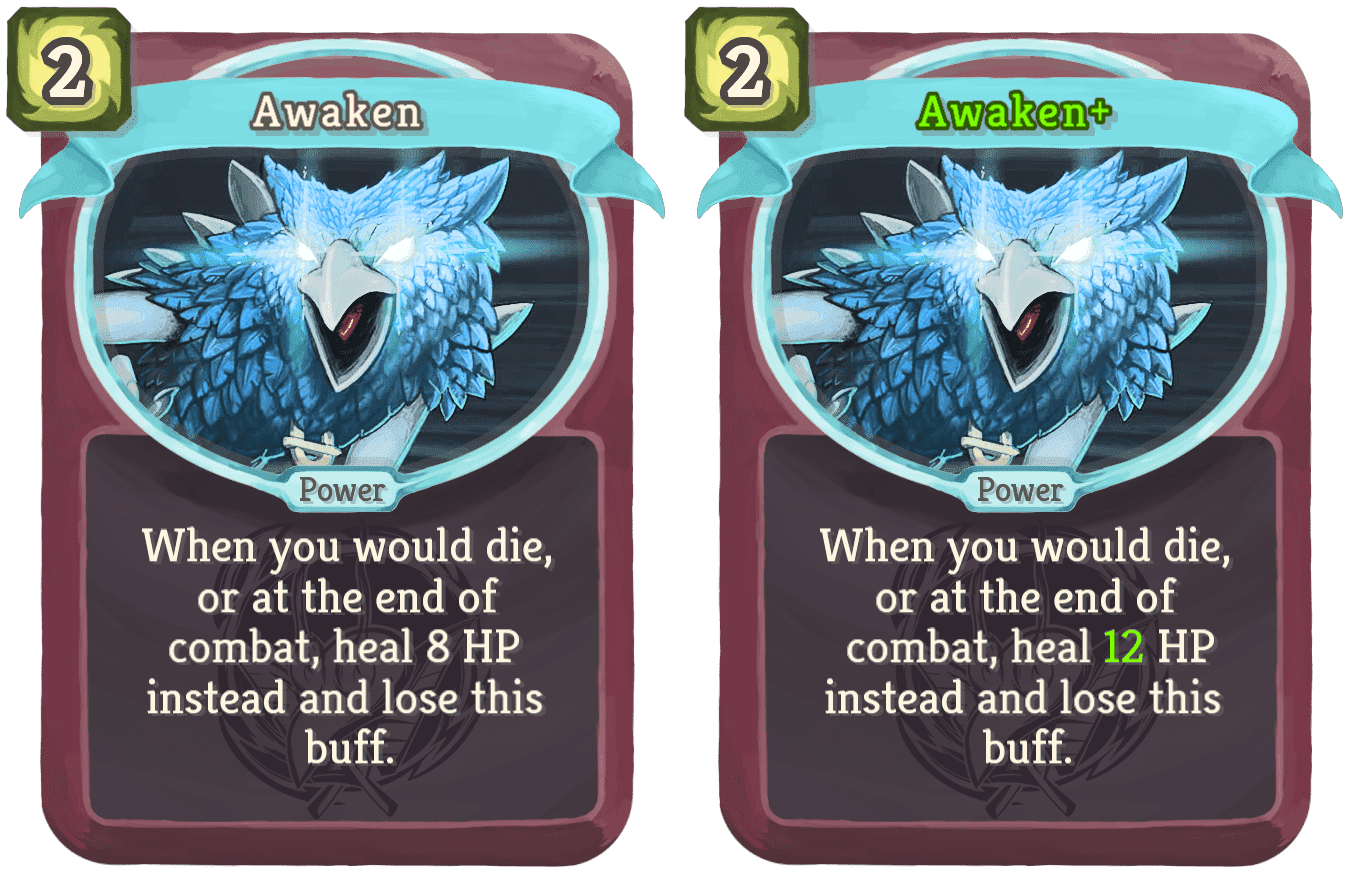 2
Awaken
Power
When you would die,
or at the end of
combat, heal 8 HP
instead and lose this
buff.
2
Awaken+
Power
When you would die,
or at the end of
combat, heal 12 HP
instead and lose this
buff.